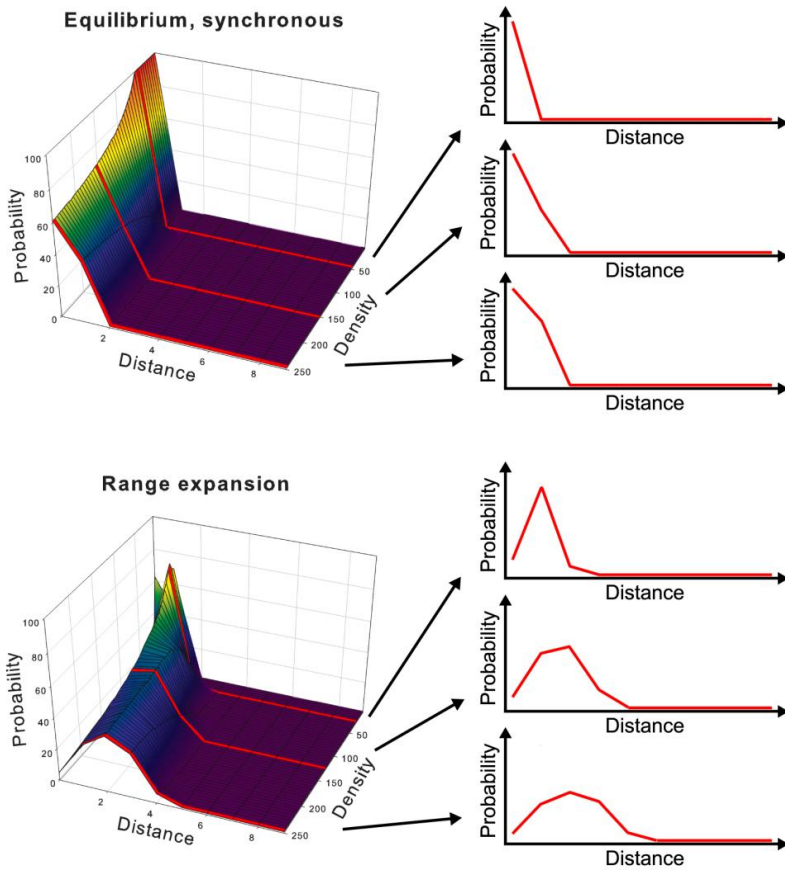 Equilibrium, synchronous
100
80
60
40
20
0
Probability
2
4
6
8
Distance
50
100
150
200
250
Density
Probability
Distance
Probability
Distance
Probability
Distance
Range expansion
100
80
60
40
20
0
Probability
2
4
6
8
Distance
50
100
150
200
250
Density
Probability
Distance
Probability
Distance
Probability
Distance